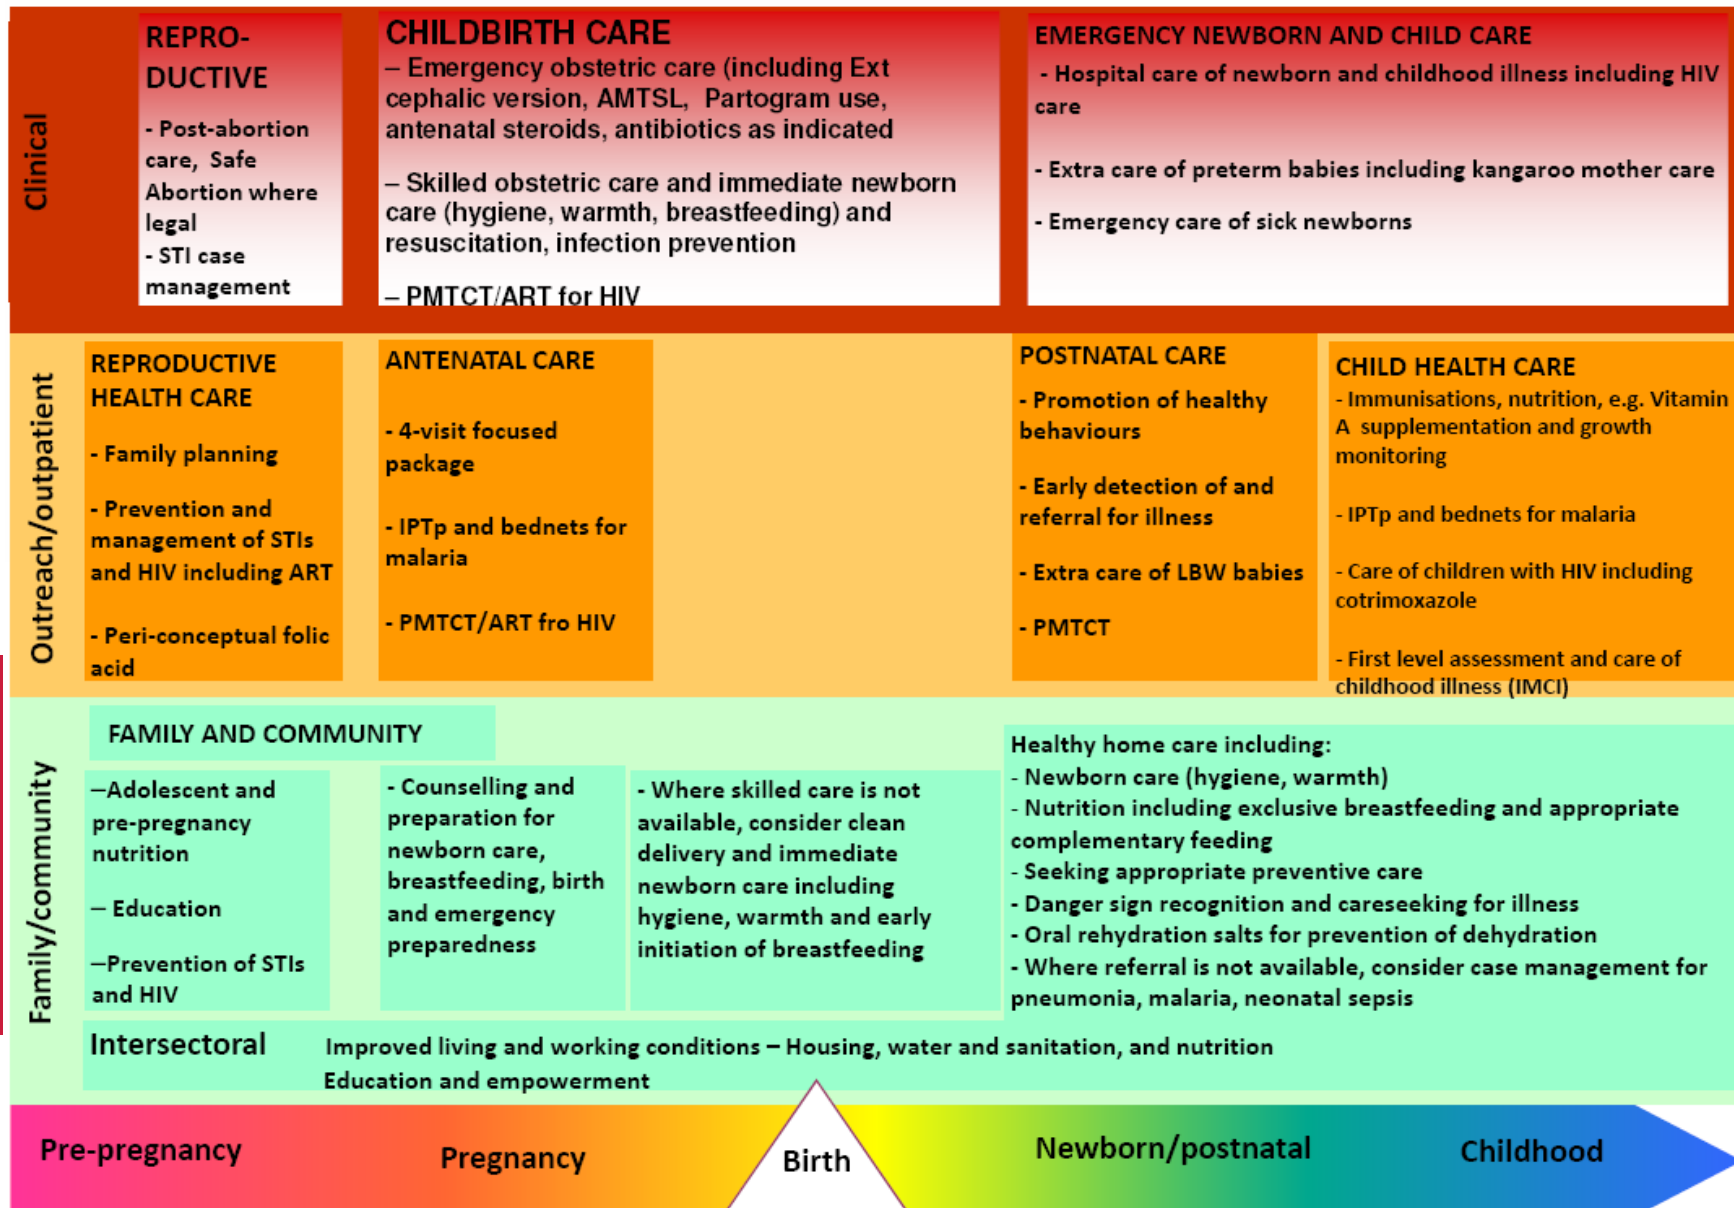 Clinical
REPRO-
DUCTIVE
- Post-abortion
care, Safe
Abortion where
legal
- STI case
management
CHILDBIRTH CARE
– Emergency obstetric care (including Ext
cephalic version, AMTSL, Partogram use,
antenatal steroids, antibiotics as indicated
– Skilled obstetric care and immediate newborn
care (hygiene, warmth, breastfeeding) and
resuscitation, infection prevention
– PMTCT/ART for HIV
EMERGENCY NEWBORN AND CHILD CARE
- Hospital care of newborn and childhood illness including HIV
care
- Extra care of preterm babies including kangaroo mother care
- Emergency care of sick newborns
Outreach/outpatient
REPRODUCTIVE
HEALTH CARE
- Family planning
- Prevention and
management of STIs
and HIV including ART
- Peri-conceptual folic
acid
ANTENATAL CARE
- 4-visit focused
package
- IPTp and bednets for
malaria
- PMTCT/ART fro HIV
POSTNATAL CARE
- Promotion of healthy
behaviours
- Early detection of and
referral for illness
- Extra care of LBW babies
- PMTCT
CHILD HEALTH CARE
- Immunisations, nutrition, e.g. Vitamin
A supplementation and growth
monitoring
- IPTp and bednets for malaria
- Care of children with HIV including
cotrimoxazole
- First level assessment and care of
childhood illness (IMCI)
Family/community
FAMILY AND COMMUNITY
–Adolescent and
pre-pregnancy
nutrition
– Education
–Prevention of STIs
and HIV
- Counselling and
preparation for
newborn care,
breastfeeding, birth
and emergency
preparedness
- Where skilled care is not
available, consider clean
delivery and immediate
newborn care including
hygiene, warmth and early
initiation of breastfeeding
Healthy home care including:
- Newborn care (hygiene, warmth)
- Nutrition including exclusive breastfeeding and appropriate
complementary feeding
- Seeking appropriate preventive care
- Danger sign recognition and careseeking for illness
- Oral rehydration salts for prevention of dehydration
- Where referral is not available, consider case management for
pneumonia, malaria, neonatal sepsis
Intersectoral
Improved living and working conditions – Housing, water and sanitation, and nutrition
Education and empowerment
Pre-pregnancy
Pregnancy
Birth
Newborn/postnatal
Childhood